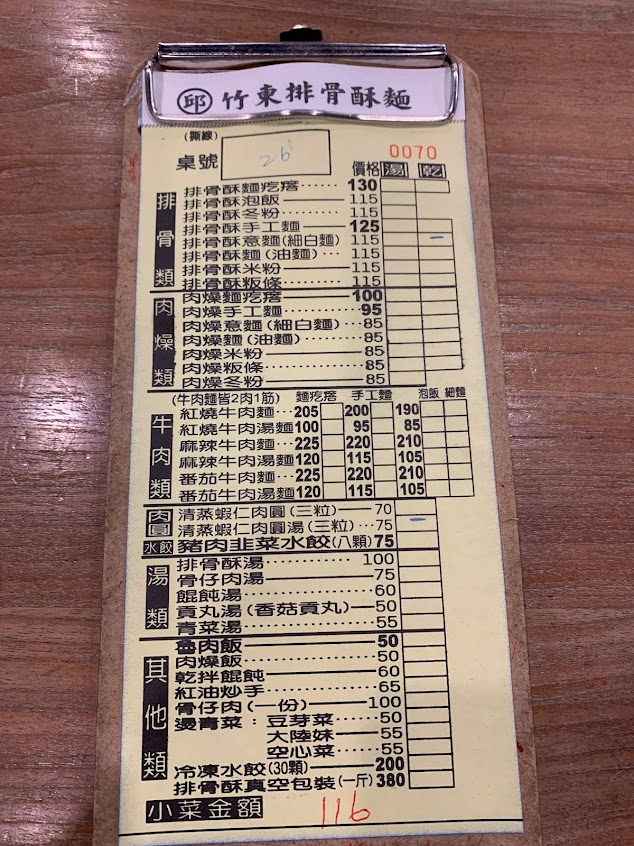 邱 竹東排骨酥麵
(撕線)
桌號 26 0070
價格 湯 乾
排骨類
排骨酥麵疙瘩······130
排骨酥泡飯——115
排骨酥冬粉——115
排骨酥手工麵——125
排骨酥意麵(細白麵) 115
排骨酥麵(油麵)···115
排骨酥米粉——115
排骨酥粄條······115
肉燥類
肉燥麵疙瘩——100
肉燥手工麵——95
肉燥意麵(細白麵)···85
肉燥麵(油麵)——85
肉燥米粉······85
肉燥粄條······85
肉燥冬粉——85
牛肉類
(牛肉麵皆2肉1筋) 麵疙瘩 手工麵 泡飯 細麵
紅燒牛肉麵···205 200 190
紅燒牛肉湯麵100 95 85
麻辣牛肉麵···225 220 210
麻辣牛肉湯麵120 115 105
番茄牛肉麵···225 220 210
番茄牛肉湯麵120 115 105
肉圓
清蒸蝦仁肉圓(三粒)—70
清蒸蝦仁肉圓湯(三粒)···75
水餃 豬肉韭菜水餃(八顆)75
湯類
排骨酥湯······100
骨仔肉湯——75
餛飩湯······60
貢丸湯(香菇貢丸)—50
青菜湯······55
其他類
魯肉飯——50
肉燥飯······50
乾拌餛飩——60
紅油炒手······65
骨仔肉(一份)——100
燙青菜：豆芽菜······50
大陸妹——55
空心菜······55
冷凍水餃(30顆)——200
排骨酥真空包裝(一斤)380
小菜金額 116